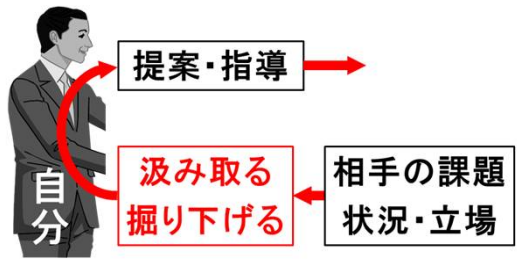 提案・指導
汲み取る
掘り下げる
相手の課題
状況・立場
自分